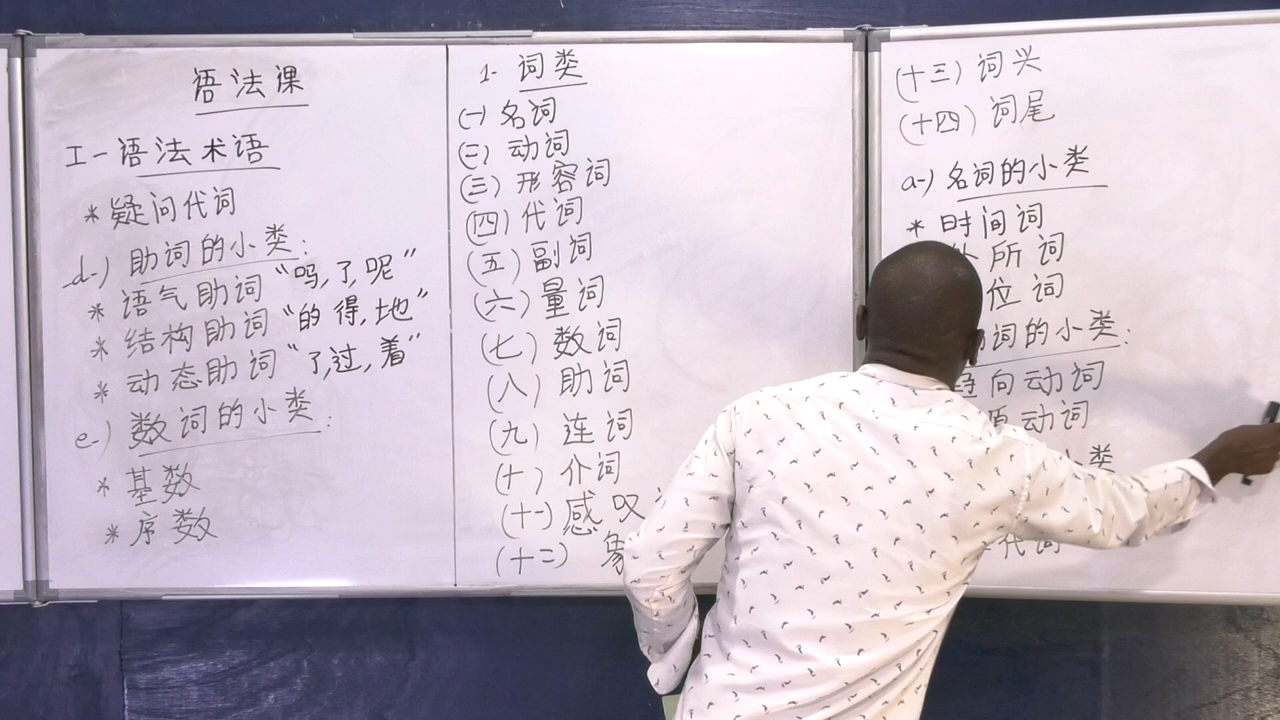 语法课
I-语法术语
* 疑问代词
d-) 助词的小类:
* 语气助词 "吗,了,呢"
* 结构助词 "的 得,地"
* 动态助词 "了,过,着"
e-) 数词的小类:
* 基数
* 序数
1- 词类
(一) 名词
(二) 动词
(三) 形容词
(四) 代词
(五) 副词
(六) 量词
(七) 数词
(八) 助词
(九) 连词
(十) 介词
(十一) 感叹
(十二)
(十三) 词兴
(十四) 词尾
a-) 名词的小类
* 时间词
所词
位词
词的小类:
趋向动词
动词
小类
代词